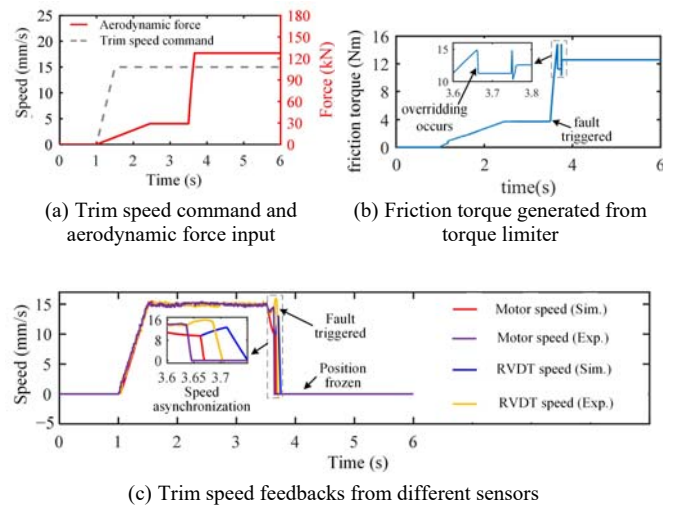 25
20
15
10
5
0
Speed (mm/s)
Aerodynamic force
Trim speed command
180
150
120
90
60
30
0
Force (kN)
0 1 2 3 4 5 6
Time (s)
(a) Trim speed command and
aerodynamic force input
16
12
8
4
0
friction torque (Nm)
15
10
3.6 3.7 3.8
overriding
occurs
fault
triggered
0 2 4 6
time(s)
(b) Friction torque generated from
torque limiter
15
10
5
0
−5
Speed (mm/s)
16
8
0
3.6 3.65 3.7
Speed
asynchronization
Fault
triggered
Position
frozen
Motor speed (Sim.)
Motor speed (Exp.)
RVDT speed (Sim.)
RVDT speed (Exp.)
0 1 2 3 4 5 6
Time (s)
(c) Trim speed feedbacks from different sensors